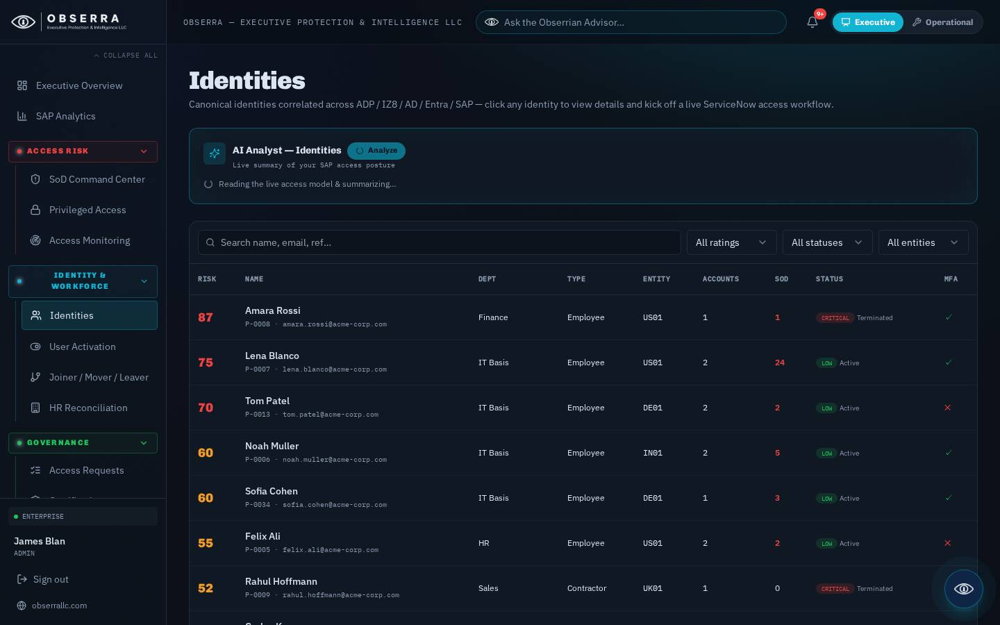 OBSERRA
Executive Protection & Intelligence LLC
OBSERRA — EXECUTIVE PROTECTION & INTELLIGENCE LLC
Ask the Obserrian Advisor...
9+
Executive
Operational
COLLAPSE ALL
Executive Overview
SAP Analytics
ACCESS RISK
SoD Command Center
Privileged Access
Access Monitoring
IDENTITY &
WORKFORCE
Identities
User Activation
Joiner / Mover / Leaver
HR Reconciliation
GOVERNANCE
Access Requests
ENTERPRISE
James Blan
ADMIN
Sign out
obserrallc.com
Identities
Canonical identities correlated across ADP / IZ8 / AD / Entra / SAP — click any identity to view details and kick off a live ServiceNow access workflow.
AI Analyst — Identities
Analyze
Live summary of your SAP access posture
Reading the live access model & summarizing...
Search name, email, ref...
All ratings
All statuses
All entities
RISK NAME DEPT TYPE ENTITY ACCOUNTS SOD STATUS MFA
87 Amara Rossi Finance Employee US01 1 1 CRITICAL Terminated ✓
P-0008 · amara.rossi@acme-corp.com
75 Lena Blanco IT Basis Employee US01 2 24 LOW Active ✓
P-0007 · lena.blanco@acme-corp.com
70 Tom Patel IT Basis Employee DE01 2 2 LOW Active ✕
P-0013 · tom.patel@acme-corp.com
60 Noah Muller IT Basis Employee IN01 2 5 LOW Active ✓
P-0006 · noah.muller@acme-corp.com
60 Sofia Cohen IT Basis Employee DE01 1 3 LOW Active ✓
P-0034 · sofia.cohen@acme-corp.com
55 Felix Ali HR Employee US01 2 2 LOW Active ✕
P-0005 · felix.ali@acme-corp.com
52 Rahul Hoffmann Sales Contractor UK01 1 0 CRITICAL Terminated
P-0009 · rahul.hoffmann@acme-corp.com